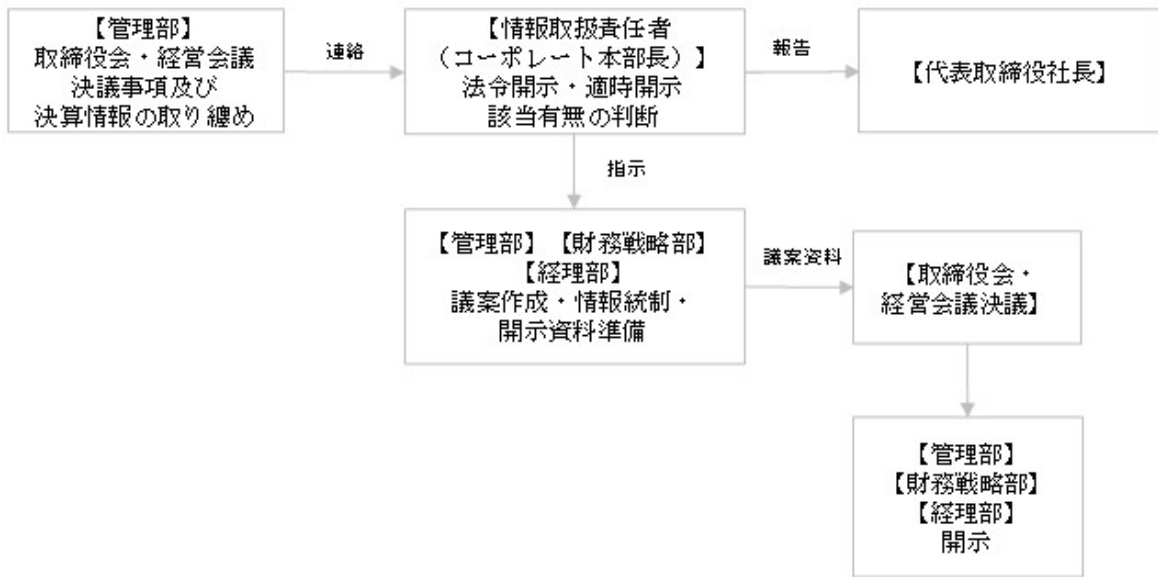 【管理部】
取締役会・経営会議
決議事項及び
決算情報の取り纏め
連絡
【情報取扱責任者
（コーポレート本部長）】
法令開示・適時開示
該当有無の判断
報告
【代表取締役社長】
指示
【管理部】【財務戦略部】
【経理部】
議案作成・情報統制・
開示資料準備
議案資料
【取締役会・
経営会議決議】
【管理部】
【財務戦略部】
【経理部】
開示